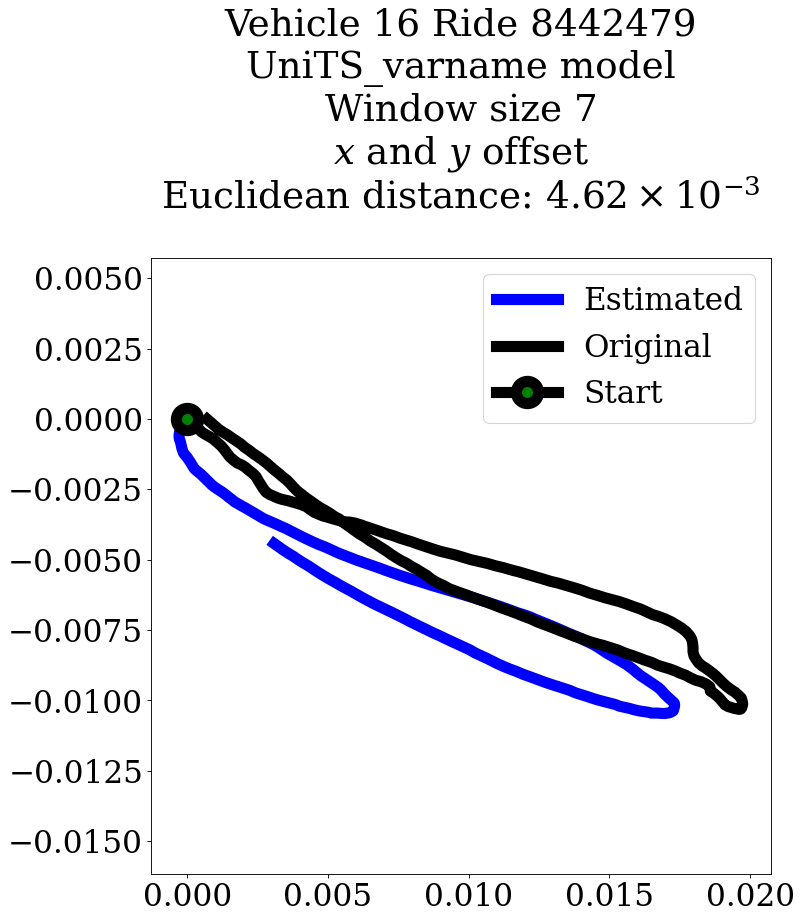 Vehicle 16 Ride 8442479
UniTS_varname model
Window size 7
x and y offset
Euclidean distance: 4.62 × 10⁻³
Estimated
Original
Start
0.0050
0.0025
0.0000
−0.0025
−0.0050
−0.0075
−0.0100
−0.0125
−0.0150
0.000 0.005 0.010 0.015 0.020